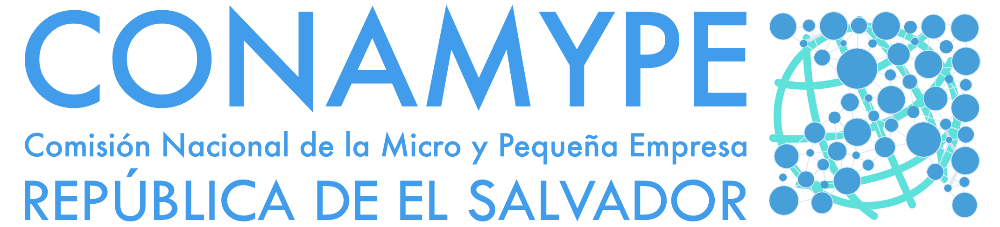 CONAMYPE
Comisión Nacional de la Micro y Pequeña Empresa
REPÚBLICA DE EL SALVADOR